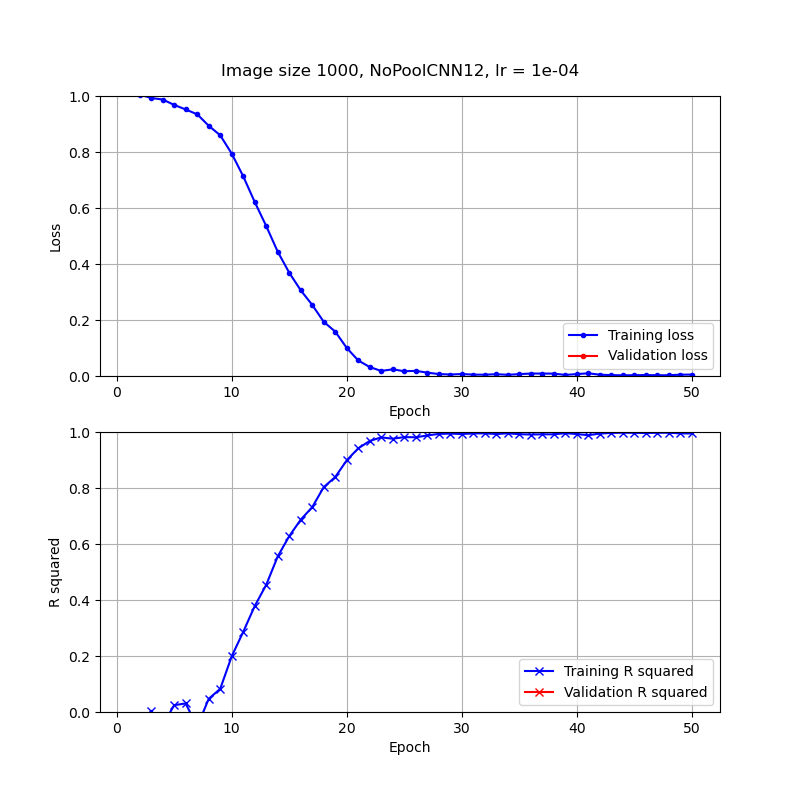 Image size 1000, NoPoolCNN12, lr = 1e-04
1.0
0.8
0.6
0.4
0.2
0.0
Loss
Training loss
Validation loss
0 10 20 30 40 50
Epoch
1.0
0.8
0.6
0.4
0.2
0.0
R squared
Training R squared
Validation R squared
0 10 20 30 40 50
Epoch